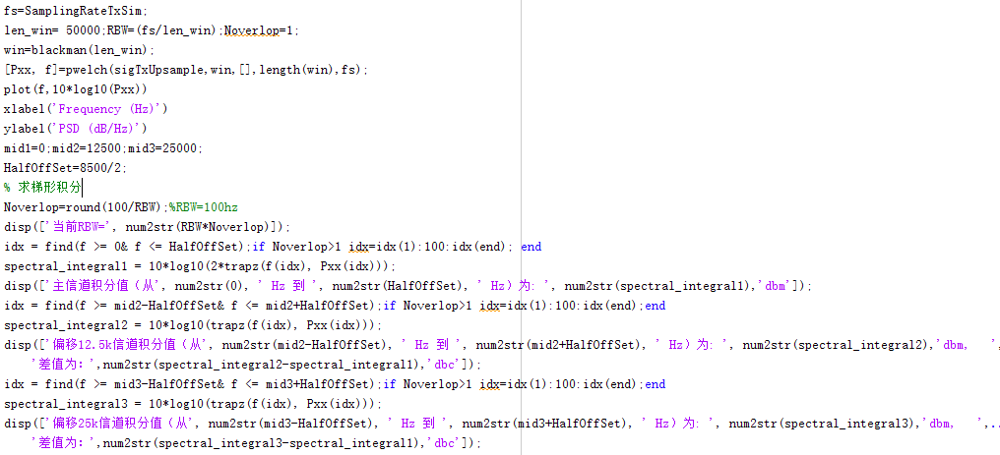 fs=SamplingRateTxSim;
len_win= 50000;RBW=(fs/len_win);Noverlop=1;
win=blackman(len_win);
[Pxx, f]=pwelch(sigTxUpsample,win,[],length(win),fs);
plot(f,10*log10(Pxx))
xlabel('Frequency (Hz)')
ylabel('PSD (dB/Hz)')
mid1=0;mid2=12500;mid3=25000;
HalfOffSet=8500/2;
% 求梯形积分
Noverlop=round(100/RBW);%RBW=100hz
disp(['当前RBW=', num2str(RBW*Noverlop)]);
idx = find(f >= 0& f <= HalfOffSet);if Noverlop>1 idx=idx(1):100:idx(end); end
spectral_integral1 = 10*log10(2*trapz(f(idx), Pxx(idx)));
disp(['主信道积分值（从', num2str(0), ' Hz 到 ', num2str(HalfOffSet), ' Hz）为: ', num2str(spectral_integral1),'dbm']);
idx = find(f >= mid2-HalfOffSet& f <= mid2+HalfOffSet);if Noverlop>1 idx=idx(1):100:idx(end);end
spectral_integral2 = 10*log10(trapz(f(idx), Pxx(idx)));
disp(['偏移12.5k信道积分值（从', num2str(mid2-HalfOffSet), ' Hz 到 ', num2str(mid2+HalfOffSet), ' Hz）为: ', num2str(spectral_integral2),'dbm,   ',
'差值为：',num2str(spectral_integral2-spectral_integral1),'dbc']);
idx = find(f >= mid3-HalfOffSet& f <= mid3+HalfOffSet);if Noverlop>1 idx=idx(1):100:idx(end);end
spectral_integral3 = 10*log10(trapz(f(idx), Pxx(idx)));
disp(['偏移25k信道积分值（从', num2str(mid3-HalfOffSet), ' Hz 到 ', num2str(mid3+HalfOffSet), ' Hz）为: ', num2str(spectral_integral3),'dbm,   ',..
'差值为：',num2str(spectral_integral3-spectral_integral1),'dbc']);